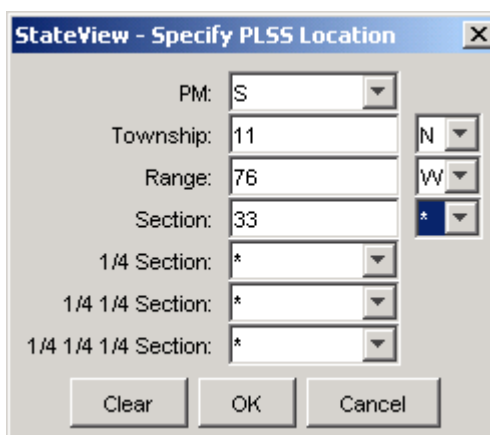 StateView - Specify PLSS Location
PM: S
Township: 11 N
Range: 76 W
Section: 33 *
1/4 Section: *
1/4 1/4 Section: *
1/4 1/4 1/4 Section: *
Clear OK Cancel